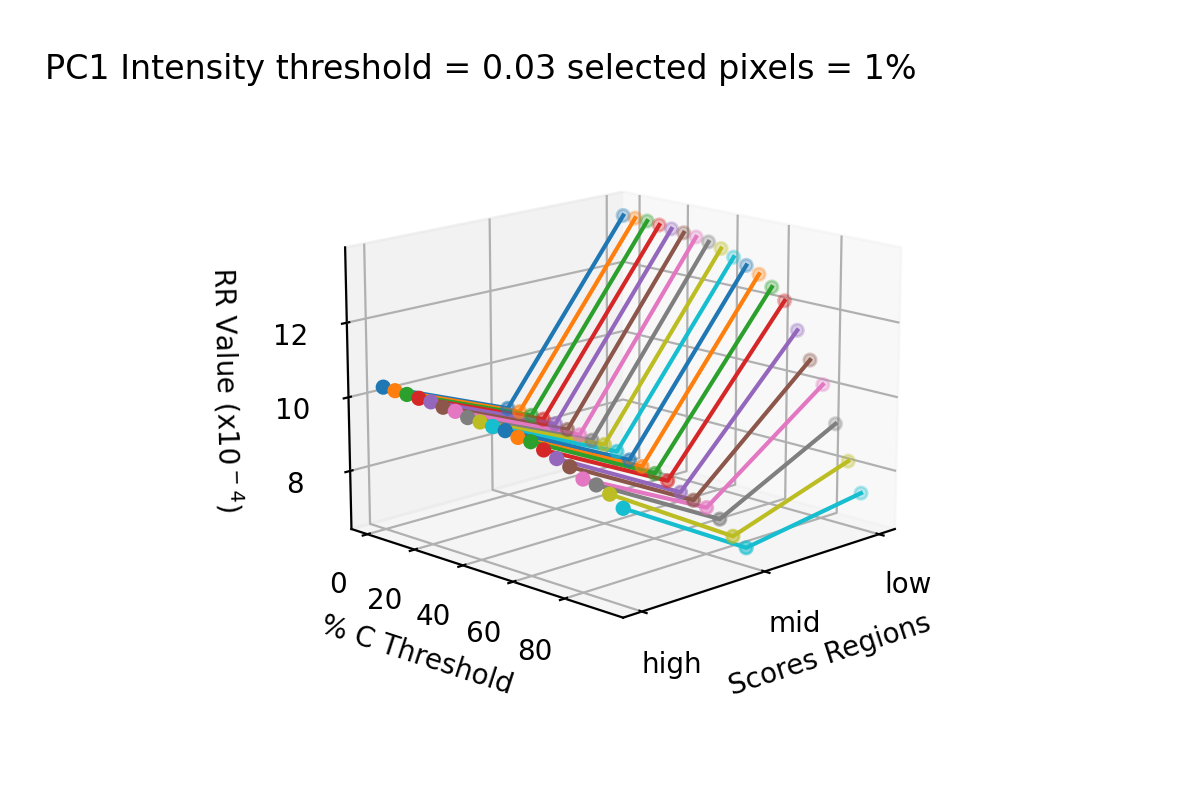 PC1 Intensity threshold = 0.03 selected pixels = 1%
RR Value (x10⁻⁴)
12
10
8
0
20
40
60
80
% C Threshold
low
mid
high
Scores Regions